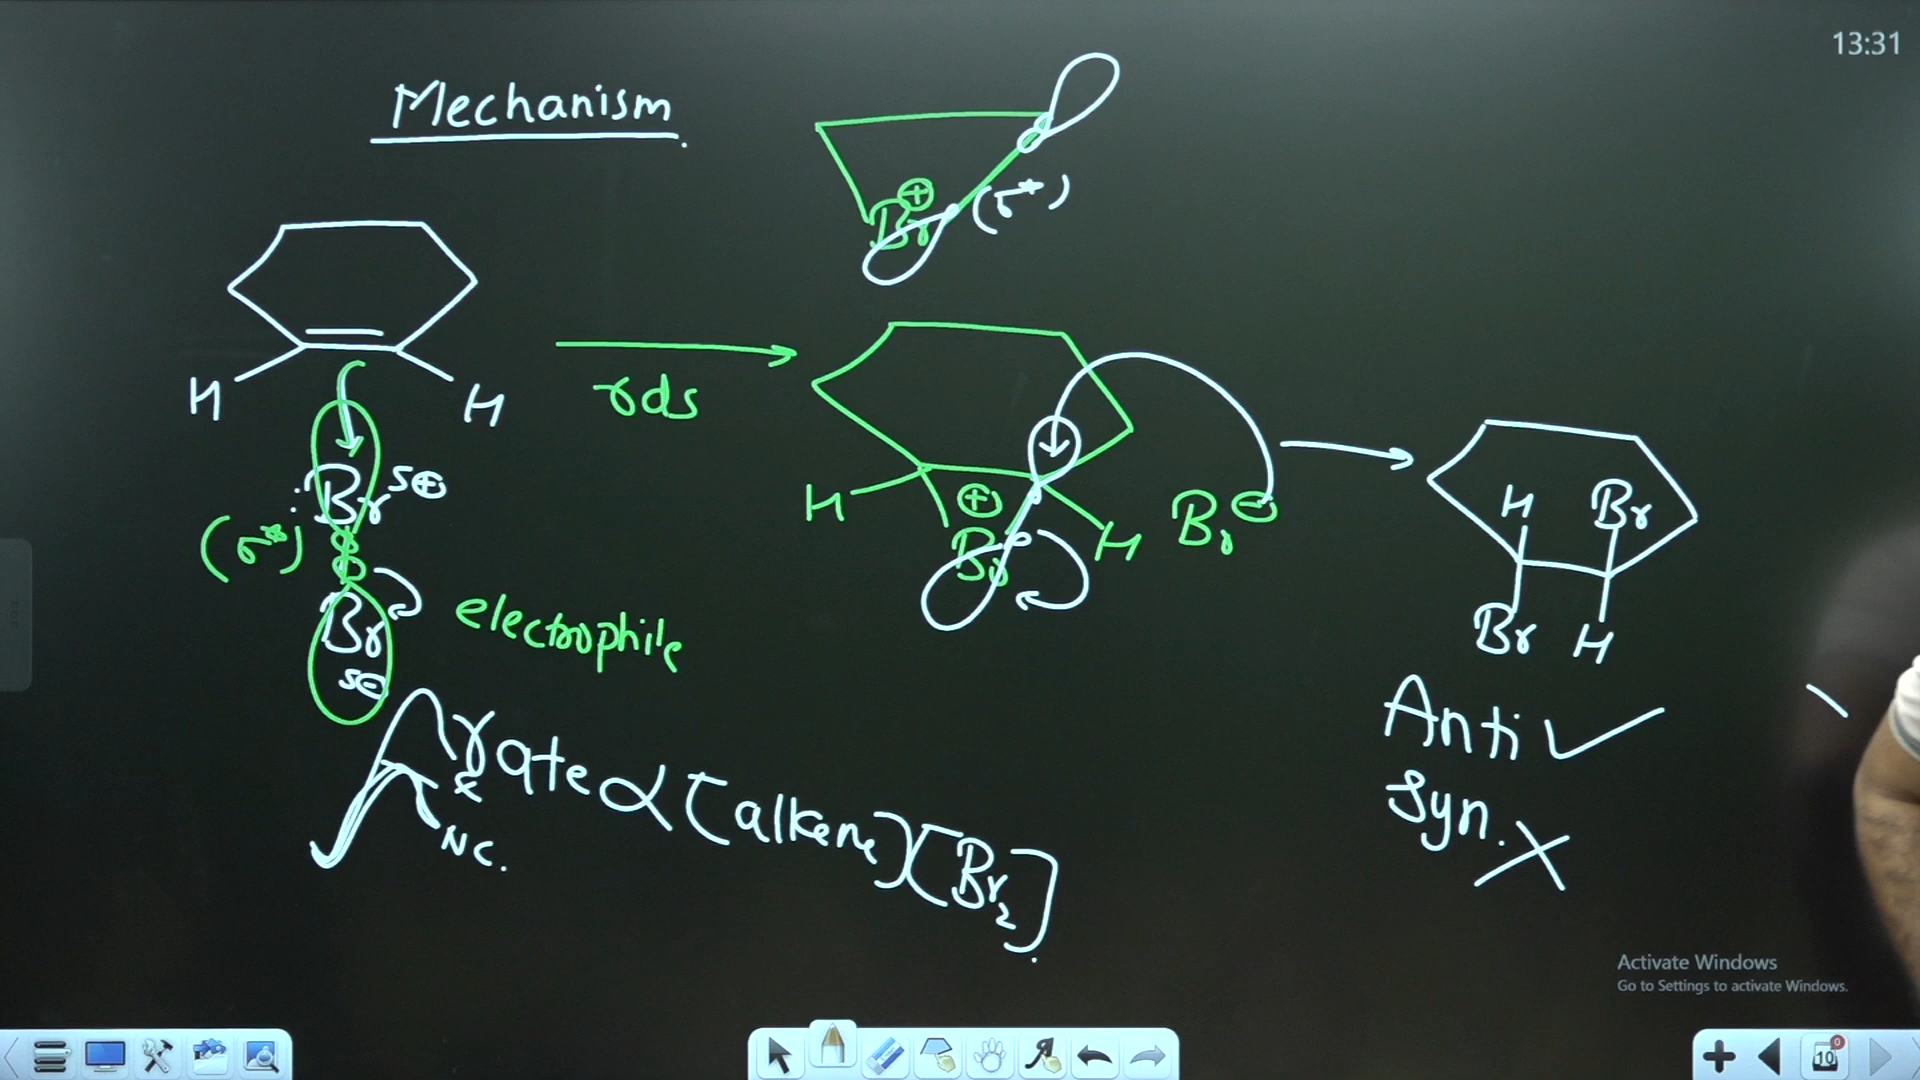 13:31
Mechanism
Br ⊕
(σ*)
H
H
rds
Br δ⊕
(σ*)
Br
δ⊖
electrophile
H
⊕
Br
H
Br ⊖
H
Br
Br
H
Anti ✓
Syn. ✗
rate ∝ [alkene][Br₂]
NC.
Activate Windows
Go to Settings to activate Windows.
10